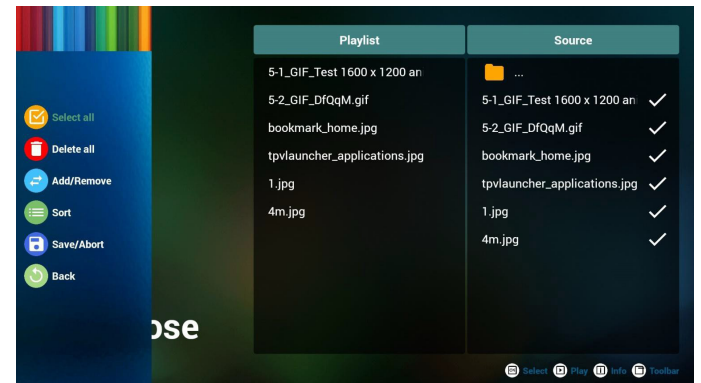 Select all
Delete all
Add/Remove
Sort
Save/Abort
Back
ose
Playlist
5-1_GIF_Test 1600 x 1200 an
5-2_GIF_DfQqM.gif
bookmark_home.jpg
tpvlauncher_applications.jpg
1.jpg
4m.jpg
Source
...
5-1_GIF_Test 1600 x 1200 an
5-2_GIF_DfQqM.gif
bookmark_home.jpg
tpvlauncher_applications.jpg
1.jpg
4m.jpg
Select Play Info Toolbar